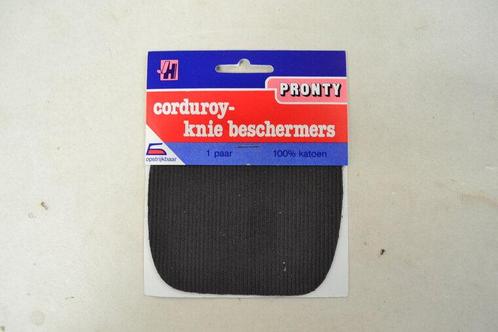 H
PRONTY
corduroy-
knie beschermers
1 paar 100% katoen
opstrijkbaar